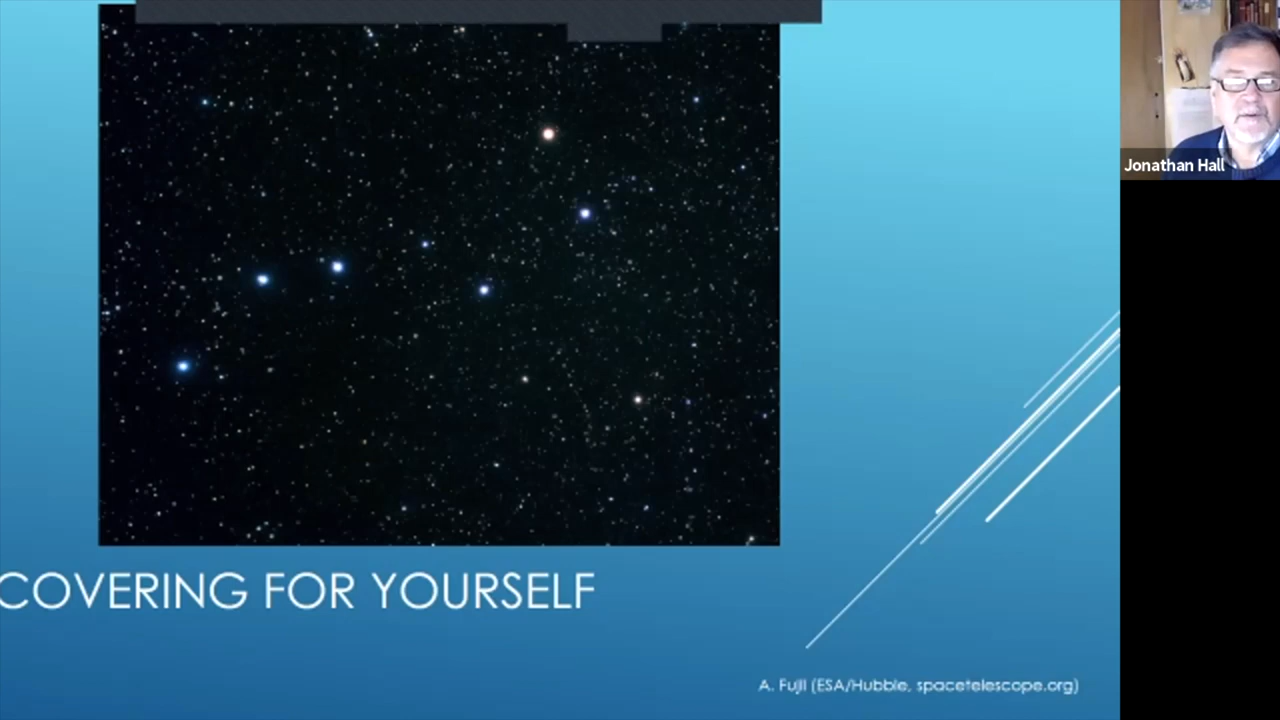 Jonathan Hall
COVERING FOR YOURSELF
A. Fujii (ESA/Hubble, spacetelescope.org)